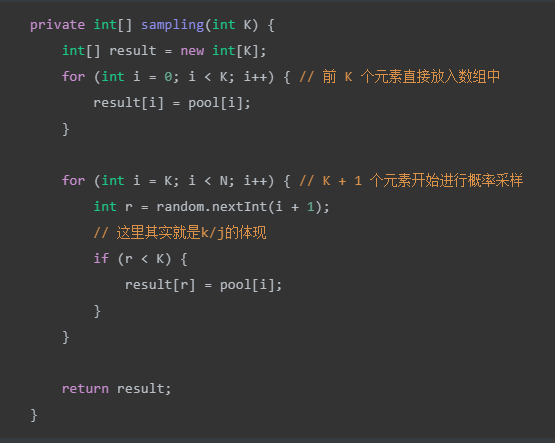 private int[] sampling(int K) {
    int[] result = new int[K];
    for (int i = 0; i < K; i++) { // 前 K 个元素直接放入数组中
        result[i] = pool[i];
    }

    for (int i = K; i < N; i++) { // K + 1 个元素开始进行概率采样
        int r = random.nextInt(i + 1);
        // 这里其实就是k/j的体现
        if (r < K) {
            result[r] = pool[i];
        }
    }

    return result;
}